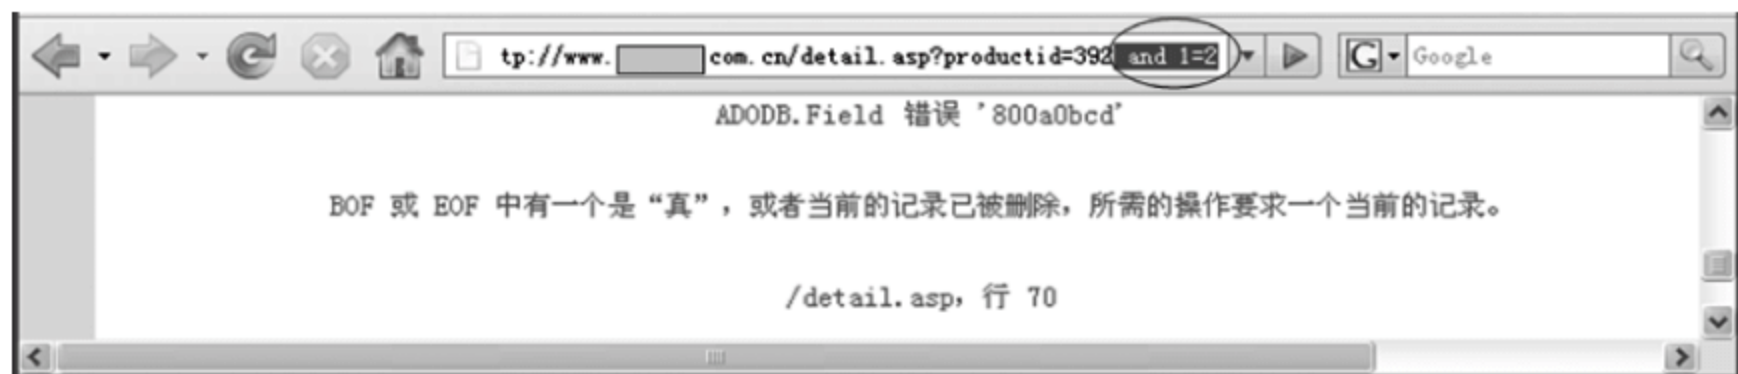 tp://www. com.cn/detail.asp?productid=392 and 1=2
Google
ADODB.Field 错误 '800a0bcd'
BOF 或 EOF 中有一个是“真”，或者当前的记录已被删除，所需的操作要求一个当前的记录。
/detail.asp，行 70